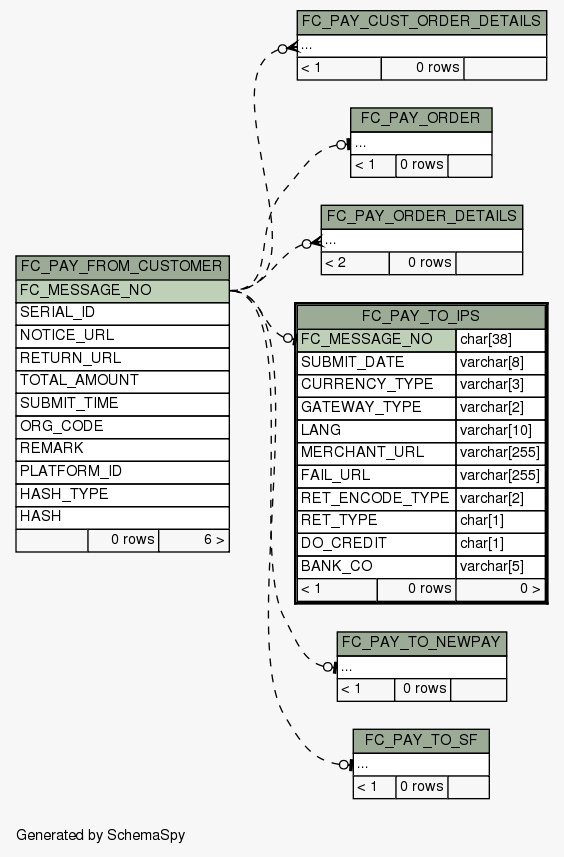 FC_PAY_CUST_ORDER_DETAILS
...
< 1 0 rows
FC_PAY_ORDER
...
< 1 0 rows
FC_PAY_ORDER_DETAILS
...
< 2 0 rows
FC_PAY_FROM_CUSTOMER
FC_MESSAGE_NO
SERIAL_ID
NOTICE_URL
RETURN_URL
TOTAL_AMOUNT
SUBMIT_TIME
ORG_CODE
REMARK
PLATFORM_ID
HASH_TYPE
HASH
0 rows 6 >
FC_PAY_TO_IPS
FC_MESSAGE_NO char[38]
SUBMIT_DATE varchar[8]
CURRENCY_TYPE varchar[3]
GATEWAY_TYPE varchar[2]
LANG varchar[10]
MERCHANT_URL varchar[255]
FAIL_URL varchar[255]
RET_ENCODE_TYPE varchar[2]
RET_TYPE char[1]
DO_CREDIT char[1]
BANK_CO varchar[5]
< 1 0 rows 0 >
FC_PAY_TO_NEWPAY
...
< 1 0 rows
FC_PAY_TO_SF
...
< 1 0 rows
Generated by SchemaSpy